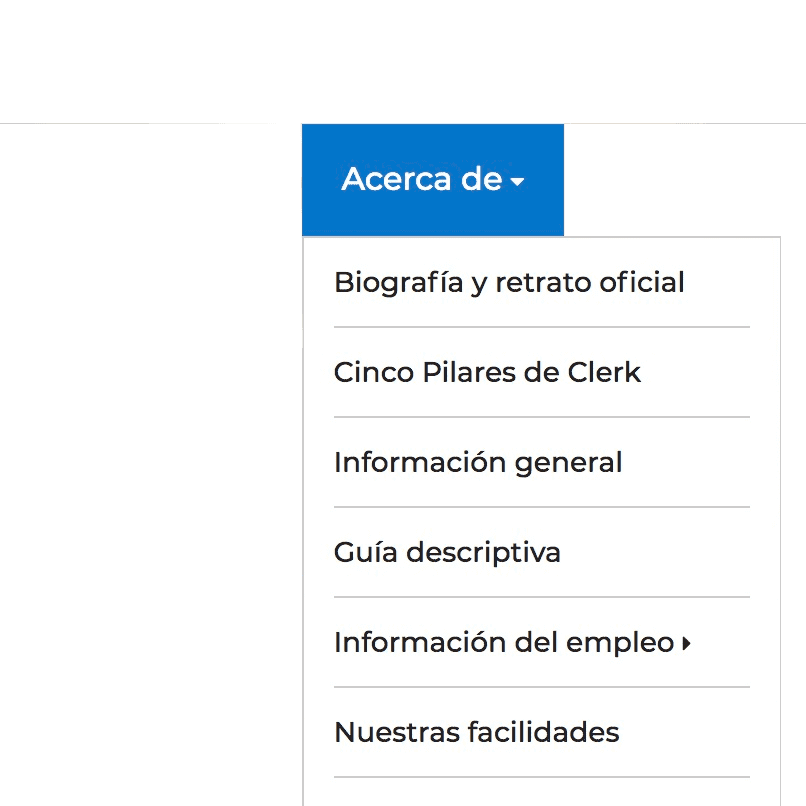 Acerca de
Biografía y retrato oficial
Cinco Pilares de Clerk
Información general
Guía descriptiva
Información del empleo
Nuestras facilidades